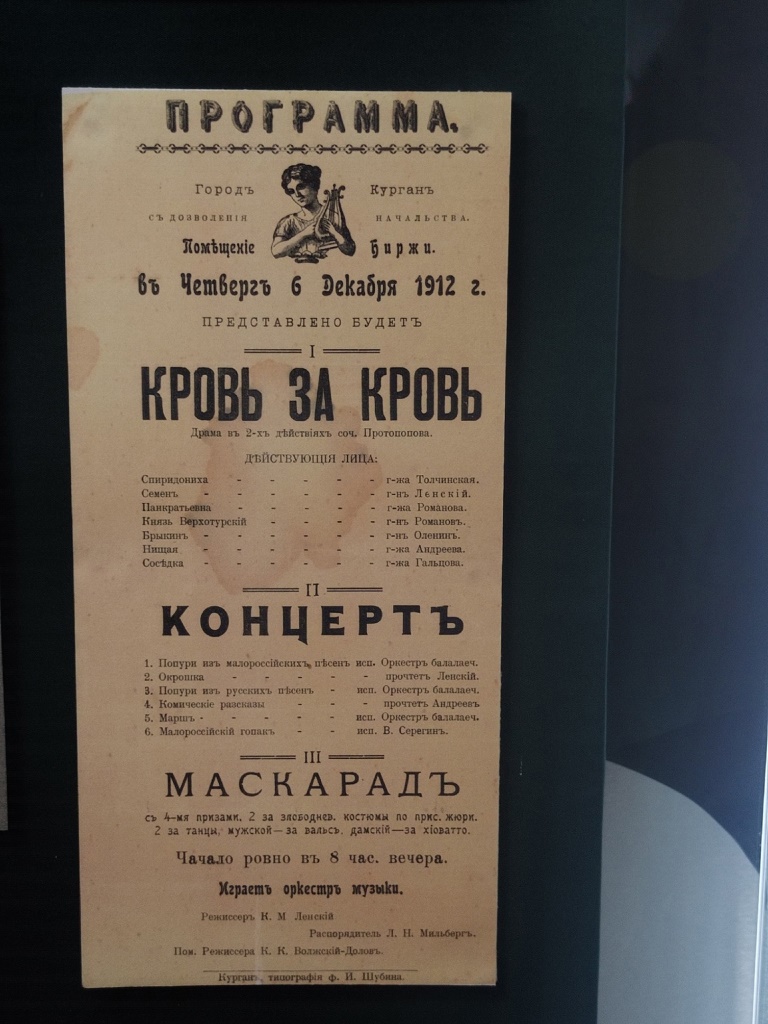 ПРОГРАММА.
Городъ Курганъ
СЪ ДОЗВОЛЕНІЯ НАЧАЛЬСТВА.
Помѣщеніе Биржи.
въ Четвергъ 6 Декабря 1912 г.
ПРЕДСТАВЛЕНО БУДЕТЪ
I
КРОВЬ ЗА КРОВЬ
Драма въ 2-хъ дѣйствіяхъ соч. Протопопова.
ДѢЙСТВУЮЩІЯ ЛИЦА:
Спиридониха - - - - - г-жа Толчинская.
Семенъ - - - - - - г-нъ Ленскій.
Панкратьевна - - - - - г-жа Романова.
Князь Верхотурскій - - - - г-нъ Романовъ.
Брыкинъ - - - - - - г-нъ Оленинъ.
Нищая - - - - - - г-жа Андреева.
Сосѣдка - - - - - - г-жа Гальцова.
II
КОНЦЕРТЪ
1. Попури изъ малороссійскихъ пѣсенъ исп. Оркестръ балалаеч.
2. Окрошка - - - - - прочтетъ Ленскій.
3. Попури изъ русскихъ пѣсенъ - исп. Оркестръ балалаеч.
4. Комическіе разсказы - - - прочтетъ Андреевъ
5. Маршъ - - - - исп. Оркестръ балалаеч.
6. Малороссійскій гопакъ - - исп. В. Серегинъ.
III
МАСКАРАДЪ
съ 4-мя призами, 2 за злободнев. костюмы по прис. жюри.
2 за танцы, мужской—за вальсъ, дамскій—за хіоватто.
Чачало ровно въ 8 час. вечера.
Играетъ оркестръ музыки.
Режиссеръ К. М Ленскій
Распорядитель Л. Н. Мильбергъ.
Пом. Режиссера К. К. Волжскій-Доловъ.
Курганъ, типографія ф. И. Шубина.